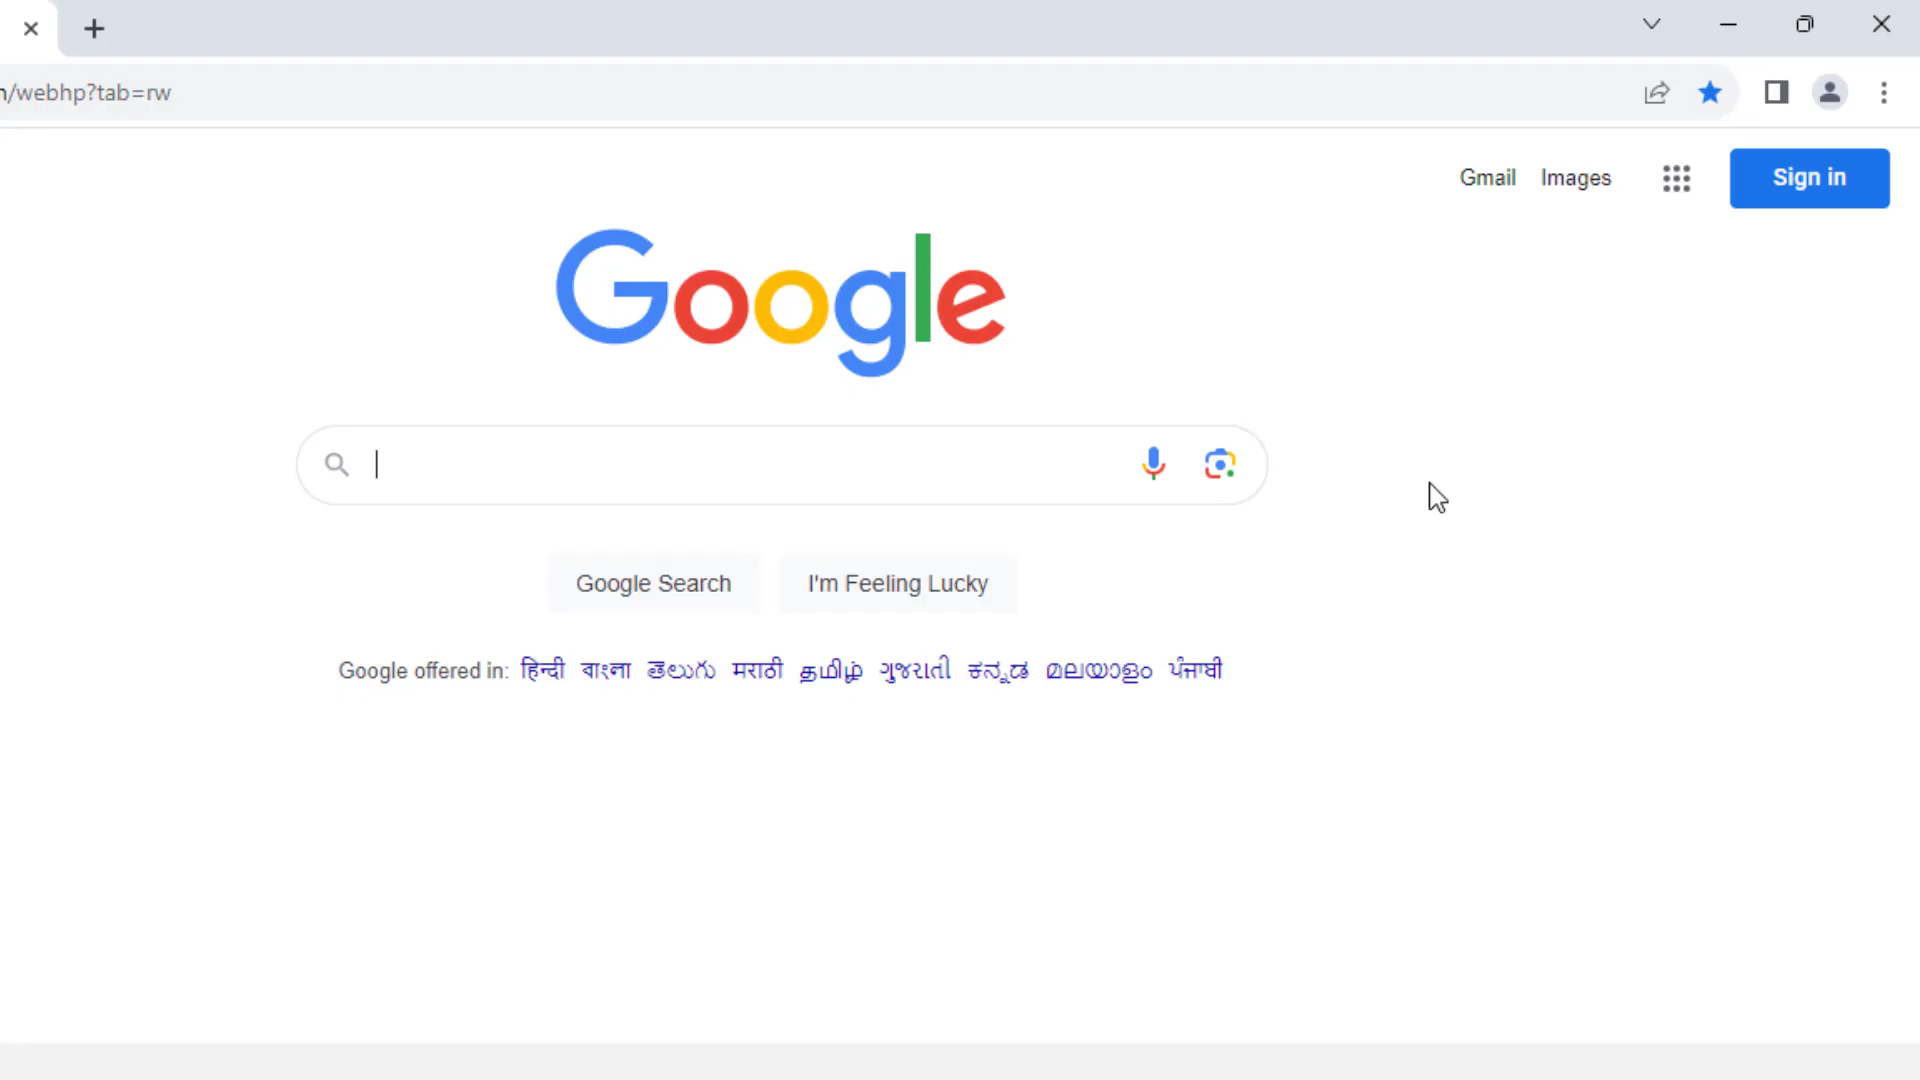 /webhp?tab=rw
Gmail Images Sign in
Google
Google Search I'm Feeling Lucky
Google offered in: हिन्दी বাংলা తెలుగు मराठी தமிழ் ગુજરાતી ಕನ್ನಡ മലയാളം ਪੰਜਾਬੀ